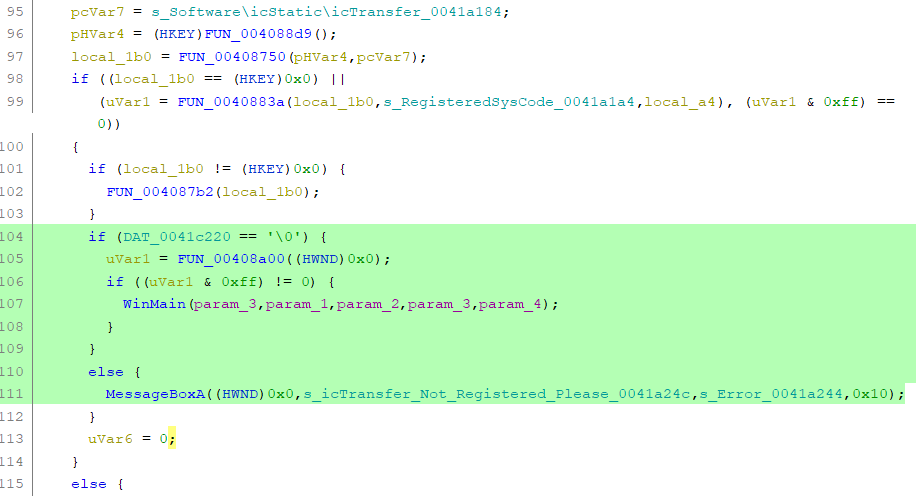 95 pcVar7 = s_Software\icStatic\icTransfer_0041a184;
96 pHVar4 = (HKEY)FUN_004088d9();
97 local_1b0 = FUN_00408750(pHVar4,pcVar7);
98 if ((local_1b0 == (HKEY)0x0) ||
99 (uVar1 = FUN_0040883a(local_1b0,s_RegisteredSysCode_0041a1a4,local_a4), (uVar1 & 0xff) ==
0))
100 {
101 if (local_1b0 != (HKEY)0x0) {
102 FUN_004087b2(local_1b0);
103 }
104 if (DAT_0041c220 == '\0') {
105 uVar1 = FUN_00408a00((HWND)0x0);
106 if ((uVar1 & 0xff) != 0) {
107 WinMain(param_3,param_1,param_2,param_3,param_4);
108 }
109 }
110 else {
111 MessageBoxA((HWND)0x0,s_icTransfer_Not_Registered_Please_0041a24c,s_Error_0041a244,0x10);
112 }
113 uVar6 = 0;
114 }
115 else {